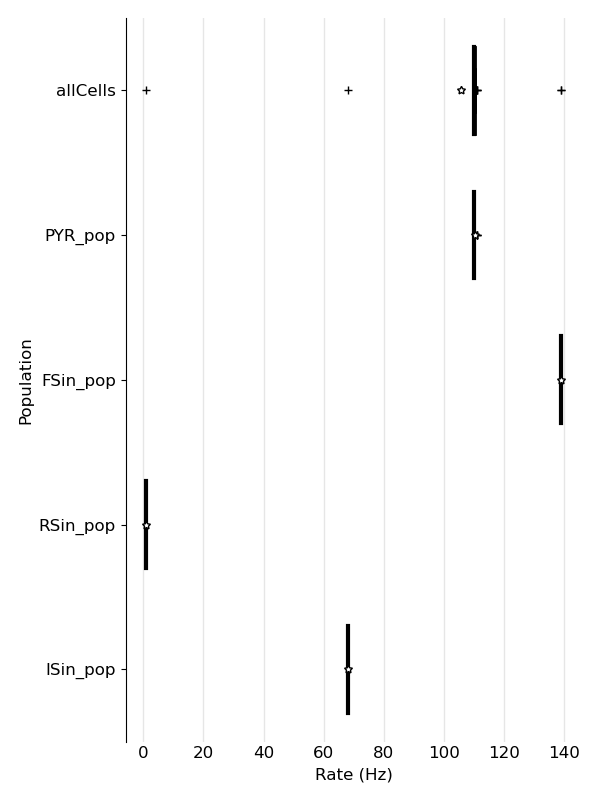 allCells
PYR_pop
FSin_pop
RSin_pop
ISin_pop
Population
0 20 40 60 80 100 120 140
Rate (Hz)